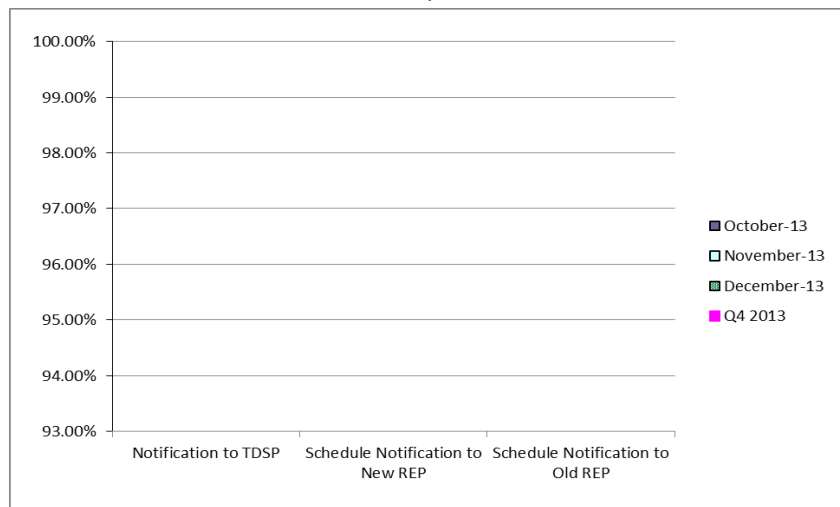 100.00%
99.00%
98.00%
97.00%
96.00%
95.00%
94.00%
93.00%
Notification to TDSP
Schedule Notification to
New REP
Schedule Notification to
Old REP
October-13
November-13
December-13
Q4 2013